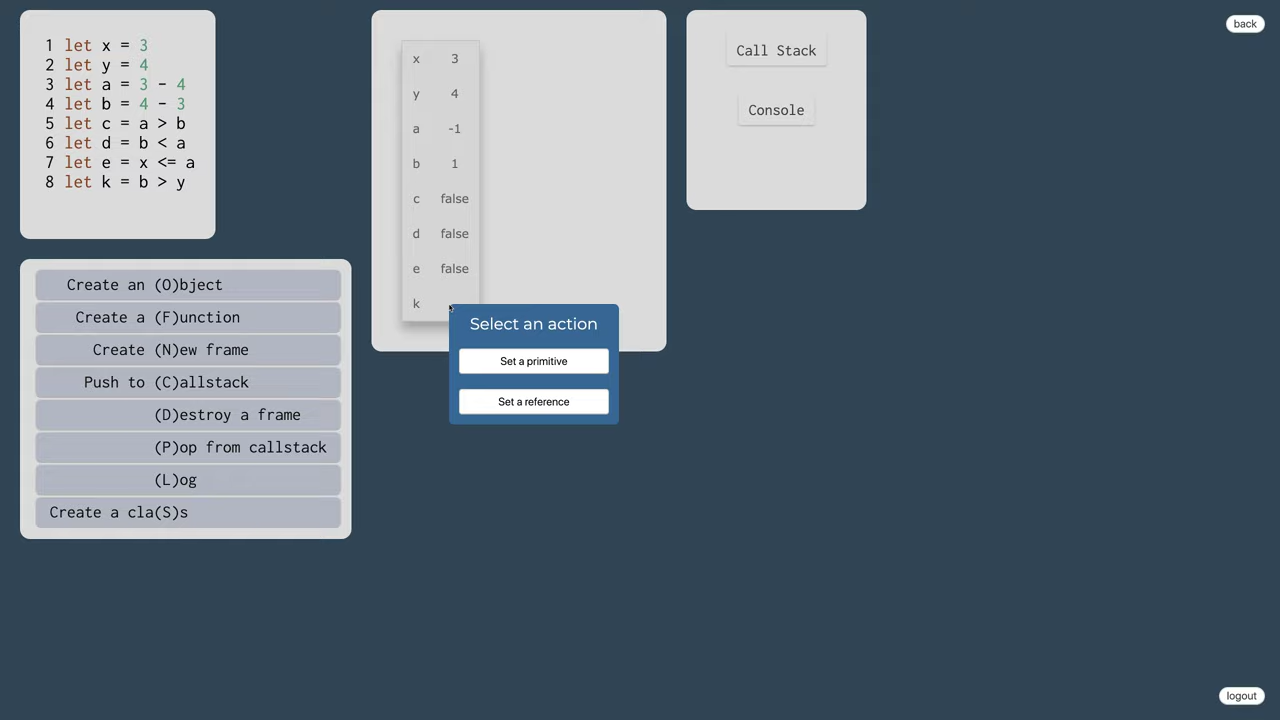 back
1 let x = 3
2 let y = 4
3 let a = 3 - 4
4 let b = 4 - 3
5 let c = a > b
6 let d = b < a
7 let e = x <= a
8 let k = b > y
x 3
y 4
a -1
b 1
c false
d false
e false
k
Call Stack
Console
Select an action
Set a primitive
Set a reference
Create an (O)bject
Create a (F)unction
Create (N)ew frame
Push to (C)allstack
(D)estroy a frame
(P)op from callstack
(L)og
Create a cla(S)s
logout